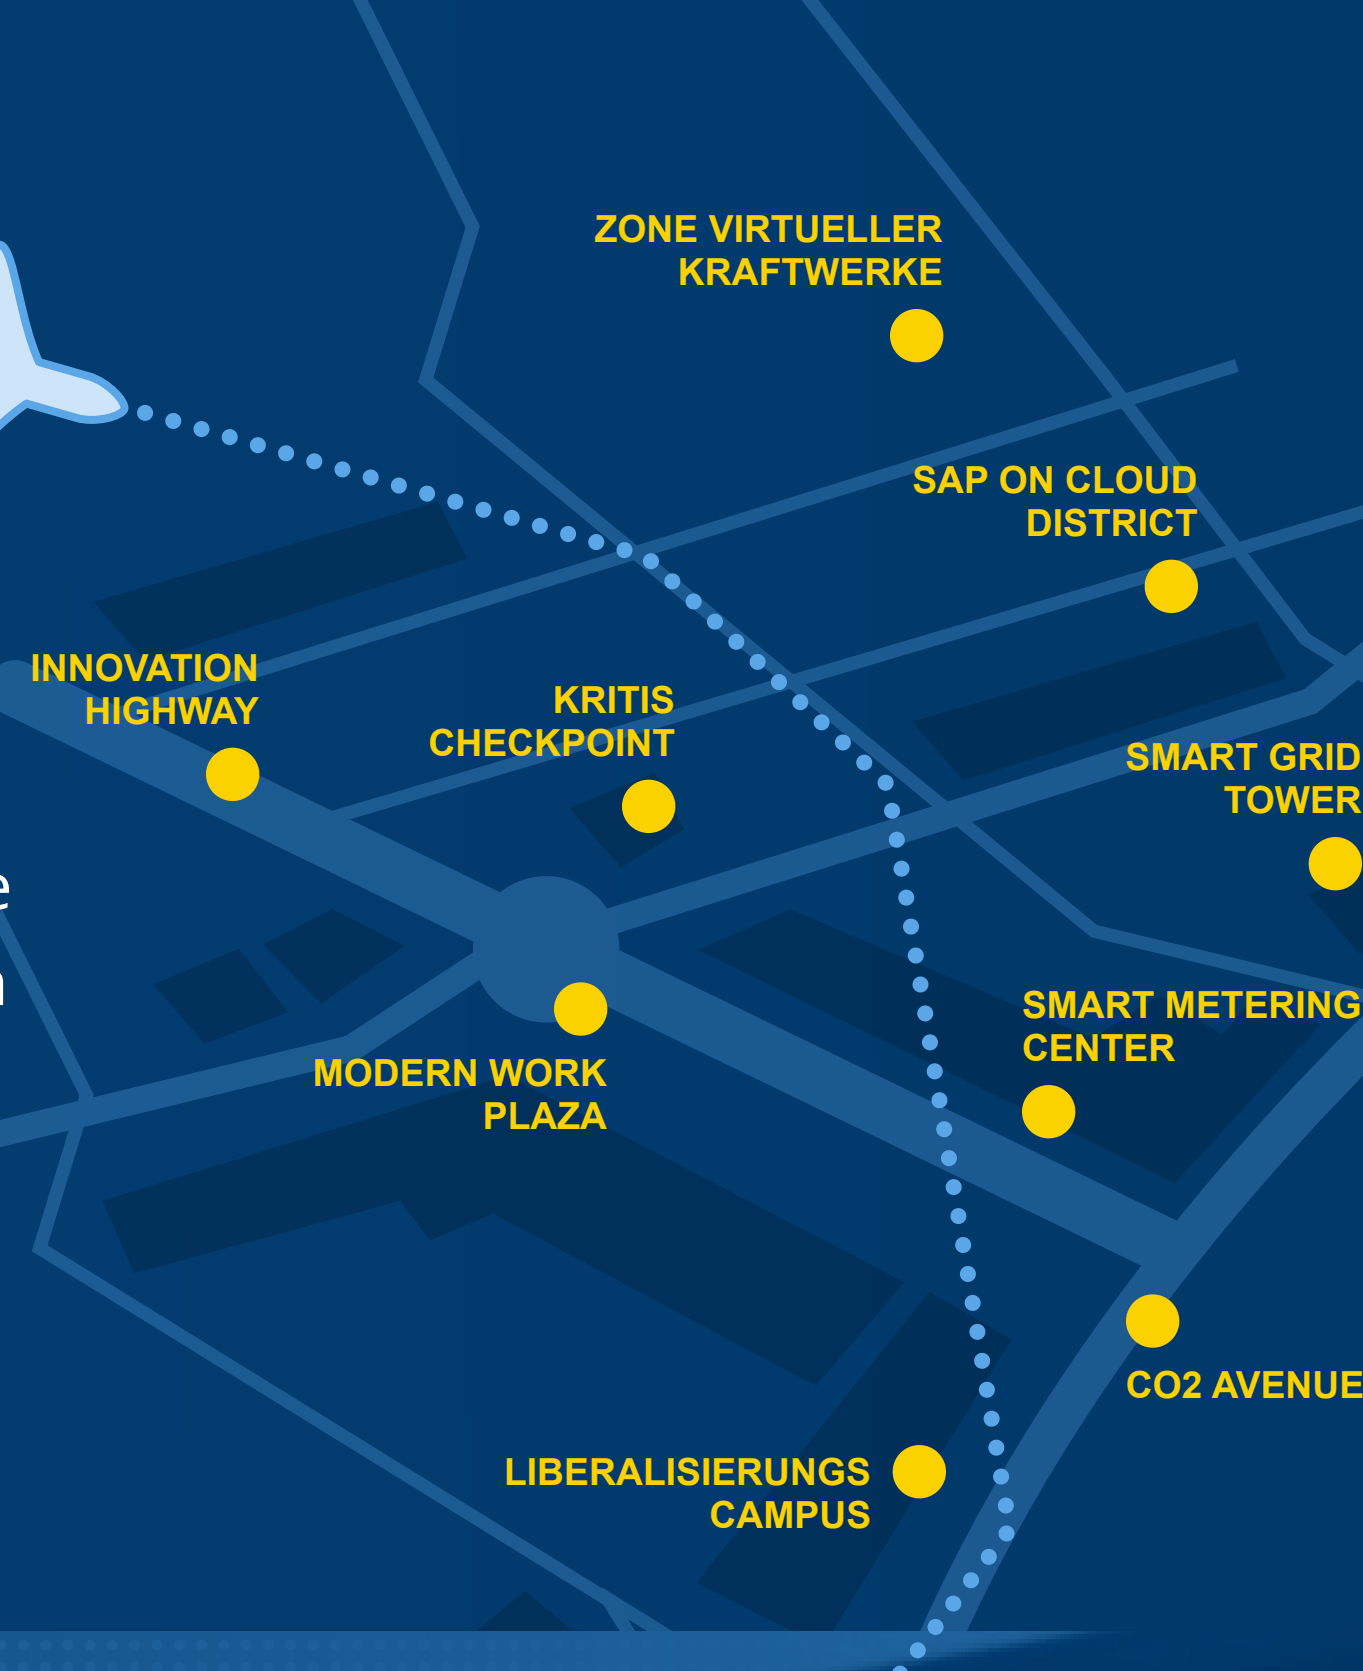 ZONE VIRTUELLER
KRAFTWERKE
SAP ON CLOUD
DISTRICT
INNOVATION
HIGHWAY
KRITIS
CHECKPOINT
SMART GRID
TOWER
e
SMART METERING
CENTER
MODERN WORK
PLAZA
CO2 AVENUE
LIBERALISIERUNGS
CAMPUS